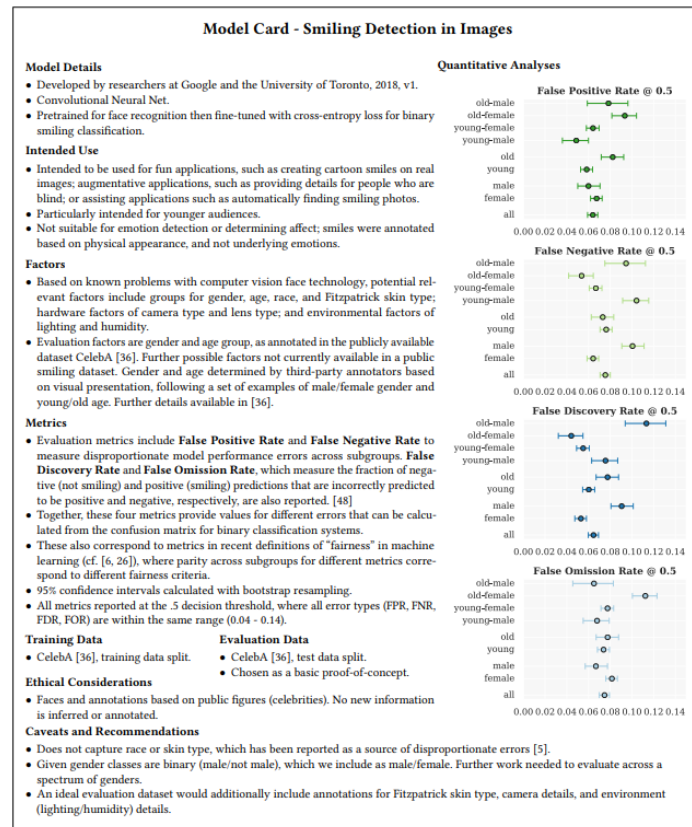 Model Card - Smiling Detection in Images
Model Details
• Developed by researchers at Google and the University of Toronto, 2018, v1.
• Convolutional Neural Net.
• Pretrained for face recognition then fine-tuned with cross-entropy loss for binary
smiling classification.
Intended Use
• Intended to be used for fun applications, such as creating cartoon smiles on real
images; augmentative applications, such as providing details for people who are
blind; or assisting applications such as automatically finding smiling photos.
• Particularly intended for younger audiences.
• Not suitable for emotion detection or determining affect; smiles were annotated
based on physical appearance, and not underlying emotions.
Factors
• Based on known problems with computer vision face technology, potential rel-
evant factors include groups for gender, age, race, and Fitzpatrick skin type;
hardware factors of camera type and lens type; and environmental factors of
lighting and humidity.
• Evaluation factors are gender and age group, as annotated in the publicly available
dataset CelebA [36]. Further possible factors not currently available in a public
smiling dataset. Gender and age determined by third-party annotators based
on visual presentation, following a set of examples of male/female gender and
young/old age. Further details available in [36].
Metrics
• Evaluation metrics include False Positive Rate and False Negative Rate to
measure disproportionate model performance errors across subgroups. False
Discovery Rate and False Omission Rate, which measure the fraction of nega-
tive (not smiling) and positive (smiling) predictions that are incorrectly predicted
to be positive and negative, respectively, are also reported. [48]
• Together, these four metrics provide values for different errors that can be calcu-
lated from the confusion matrix for binary classification systems.
• These also correspond to metrics in recent definitions of "fairness" in machine
learning (cf. [6, 26]), where parity across subgroups for different metrics corre-
spond to different fairness criteria.
• 95% confidence intervals calculated with bootstrap resampling.
• All metrics reported at the .5 decision threshold, where all error types (FPR, FNR,
FDR, FOR) are within the same range (0.04 - 0.14).
Training Data
• CelebA [36], training data split.
Evaluation Data
• CelebA [36], test data split.
• Chosen as a basic proof-of-concept.
Ethical Considerations
• Faces and annotations based on public figures (celebrities). No new information
is inferred or annotated.
Quantitative Analyses
False Positive Rate @ 0.5
old-male
old-female
young-female
young-male
old
young
male
female
all
0.00 0.02 0.04 0.06 0.08 0.10 0.12 0.14
False Negative Rate @ 0.5
old-male
old-female
young-female
young-male
old
young
male
female
all
0.00 0.02 0.04 0.06 0.08 0.10 0.12 0.14
False Discovery Rate @ 0.5
old-male
old-female
young-female
young-male
old
young
male
female
all
0.00 0.02 0.04 0.06 0.08 0.10 0.12 0.14
False Omission Rate @ 0.5
old-male
old-female
young-female
young-male
old
young
male
female
all
0.00 0.02 0.04 0.06 0.08 0.10 0.12 0.14
Caveats and Recommendations
• Does not capture race or skin type, which has been reported as a source of disproportionate errors [5].
• Given gender classes are binary (male/not male), which we include as male/female. Further work needed to evaluate across a
spectrum of genders.
• An ideal evaluation dataset would additionally include annotations for Fitzpatrick skin type, camera details, and environment
(lighting/humidity) details.